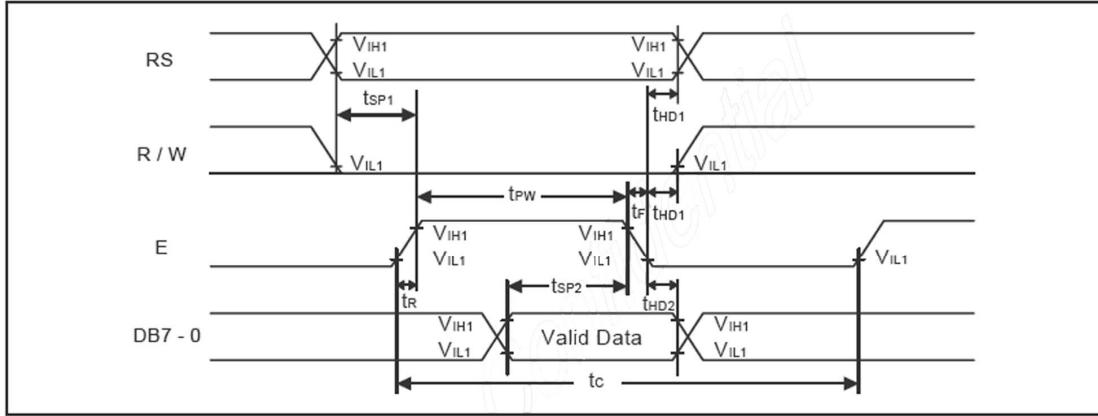 RS
VIH1
VIL1
VIH1
VIL1
tSP1
tHD1
R / W
VIL1
VIL1
tPW
tF
tHD1
E
VIH1
VIL1
VIH1
VIL1
VIL1
tR
tSP2
tHD2
DB7 - 0
VIH1
VIL1
Valid Data
VIH1
VIL1
tC
Confidential